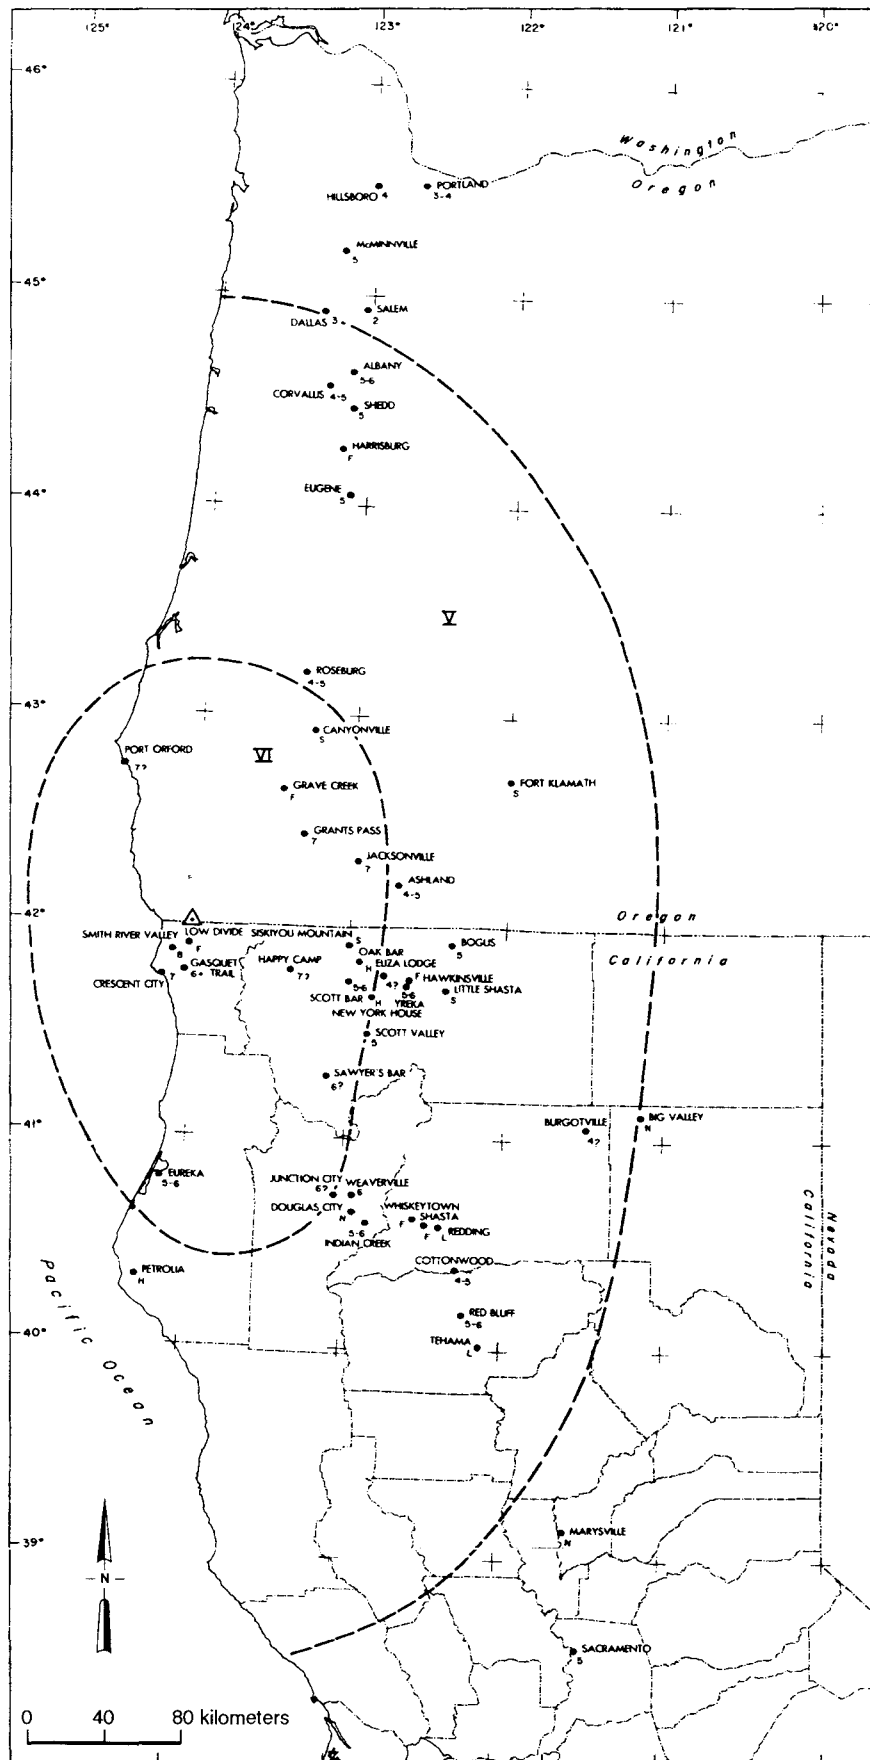 125° 124° 123° 122° 121° 120°
46°
Washington
Oregon
HILLSBORO 4
PORTLAND
3-4
McMINNVILLE
5
45°
DALLAS 3
SALEM
2
ALBANY
5-6
CORVALLIS 4-5
SHEDD
5
HARRISBURG
F
EUGENE
5
44°
V
ROSEBURG
4-5
43°
CANYONVILLE
S
PORT ORFORD
7??
VI
GRAVE CREEK
F
FORT KLAMATH
S
GRANTS PASS
7
JACKSONVILLE
7
ASHLAND
4-5
42°
Oregon
California
SMITH RIVER VALLEY
8
LOW DIVIDE
F
SISKIYOU MOUNTAIN S
BOGUS
5
OAK BAR
H
GASQUET
TRAIL
6+
HAPPY CAMP
7?
ELIZA LODGE
4?
F HAWKINSVILLE
CRESCENT CITY 7
5-6
SCOTT BAR
YREKA
5-6
LITTLE SHASTA
S
H
NEW YORK HOUSE
SCOTT VALLEY
5
SAWYER'S BAR
6?
41°
BURGOTVILLE
4?
BIG VALLEY
N
EUREKA
5-6
JUNCTION CITY
6?
WEAVERVILLE
6
DOUGLAS CITY
N
WHISKEYTOWN
F
SHASTA
F
REDDING
L
5-6
INDIAN CREEK
California
Nevada
COTTONWOOD
4-5
PETROLIA
H
RED BLUFF
5-6
TEHAMA
L
40°
Pacific Ocean
39°
MARYSVILLE
N
N
SACRAMENTO
5
0 40 80 kilometers